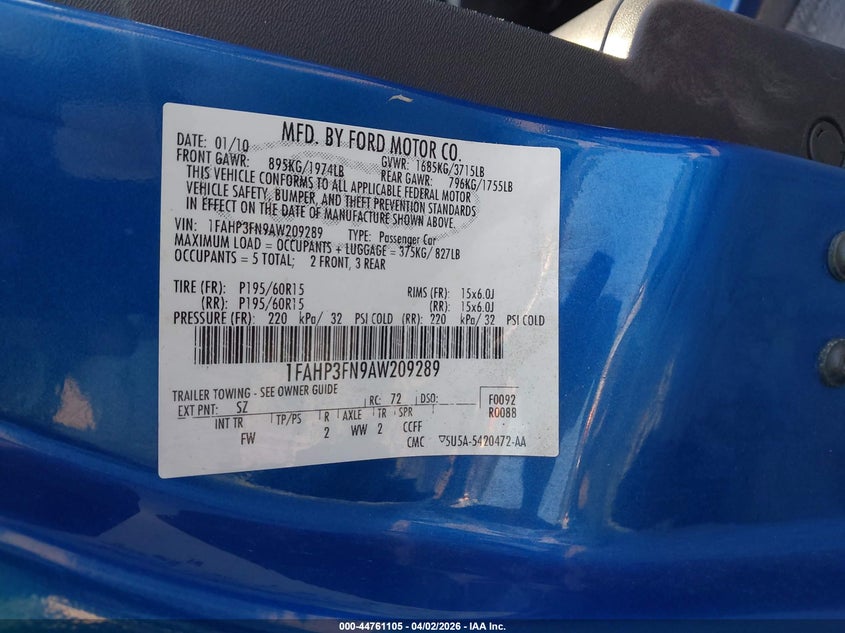 MFD. BY FORD MOTOR CO.
DATE: 01/10 GVWR: 1685KG/3715LB
FRONT GAWR: 895KG/1974LB REAR GAWR: 796KG/1755LB
THIS VEHICLE CONFORMS TO ALL APPLICABLE FEDERAL MOTOR
VEHICLE SAFETY, BUMPER, AND THEFT PREVENTION STANDARDS
IN EFFECT ON THE DATE OF MANUFACTURE SHOWN ABOVE.
VIN: 1FAHP3FN9AW209289 TYPE: Passenger Car
MAXIMUM LOAD = OCCUPANTS + LUGGAGE = 375KG/ 827LB
OCCUPANTS = 5 TOTAL; 2 FRONT, 3 REAR
TIRE (FR): P195/60R15 RIMS (FR): 15x6.0J
(RR): P195/60R15 (RR): 15x6.0J
PRESSURE (FR): 220 kPa/ 32 PSI COLD (RR): 220 kPa/ 32 PSI COLD
1FAHP3FN9AW209289
TRAILER TOWING - SEE OWNER GUIDE
EXT PNT: SZ RC: 72 DSO: F0092
INT TR TP/PS R AXLE TR SPR R0088
FW 2 WW 2 CCFF
CMC ▽5U5A-5420472-AA
000-44761105 | 04/02/2026 - IAA Inc.